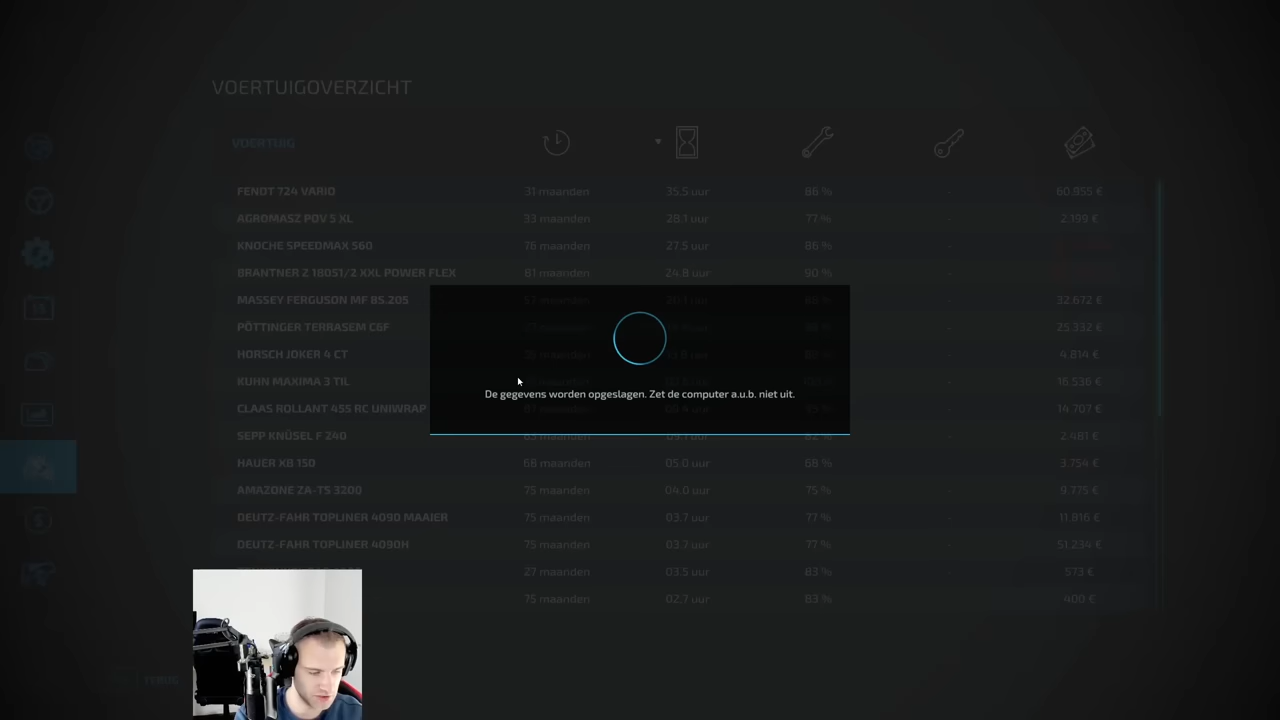 VOERTUIGOVERZICHT
VOERTUIG
FENDT 724 VARIO 31 maanden 35.5 uur 86 % - 60.955 €
AGROMASZ POV 5 XL 33 maanden 28.1 uur 77 % - 2.199 €
KNOCHE SPEEDMAX 560 76 maanden 27.5 uur 86 % -
BRANTNER Z 18051/2 XXL POWER FLEX 81 maanden 24.8 uur 90 % -
MASSEY FERGUSON MF BS.205 - 32.672 €
PÖTTINGER TERRASEM C6F - 25.332 €
HORSCH JOKER 4 CT - 4.814 €
KUHN MAXIMA 3 TIL - 16.536 €
De gegevens worden opgeslagen. Zet de computer a.u.b. niet uit.
CLAAS ROLLANT 455 RC UNIWRAP - 14.707 €
SEPP KNÜSEL F 240 - 2.481 €
HAUER XB 150 68 maanden 05.0 uur 68 % - 3.754 €
AMAZONE ZA-TS 3200 75 maanden 04.0 uur 75 % - 9.775 €
DEUTZ-FAHR TOPLINER 4090 MAAIER 75 maanden 03.7 uur 77 % - 11.816 €
DEUTZ-FAHR TOPLINER 4090H 75 maanden 03.7 uur 77 % - 51.234 €
27 maanden 03.5 uur 83 % - 573 €
75 maanden 02.7 uur 83 % - 400 €
TERUG